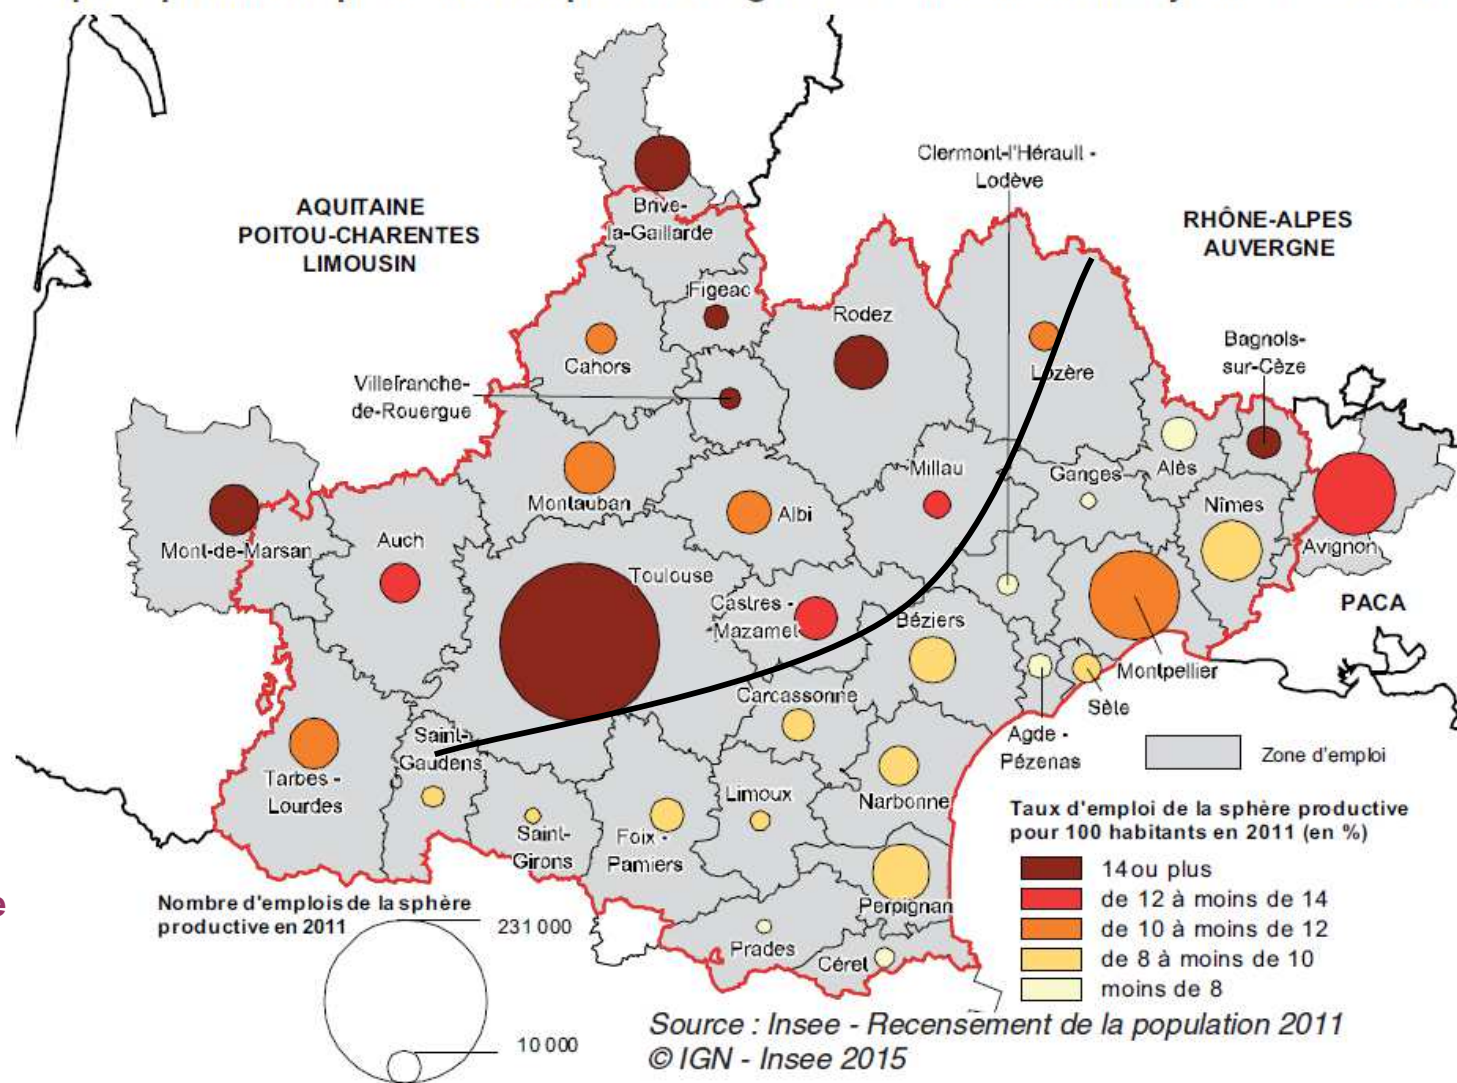 AQUITAINE
POITOU-CHARENTES
LIMOUSIN
Clermont-l'Hérault -
Lodève
RHÔNE-ALPES
AUVERGNE
Brive-
la-Gaillarde
Figeac
Rodez
Cahors
Lozère
Bagnols-
sur-Cèze
Villefranche-
de-Rouergue
Millau
Ganges
Alès
Montauban
Albi
Nîmes
Mont-de-Marsan
Auch
Avignon
Toulouse
Castres -
Mazamet
Béziers
PACA
Montpellier
Sète
Carcassonne
Agde -
Pézenas
Saint-
Gaudens
Tarbes -
Lourdes
Limoux
Narbonne
Saint-
Girons
Foix -
Pamiers
Perpignan
Prades
Céret
Zone d'emploi
Taux d'emploi de la sphère productive
pour 100 habitants en 2011 (en %)
14 ou plus
de 12 à moins de 14
de 10 à moins de 12
de 8 à moins de 10
moins de 8
Nombre d'emplois de la sphère
productive en 2011
231 000
10 000
Source : Insee - Recensement de la population 2011
© IGN - Insee 2015